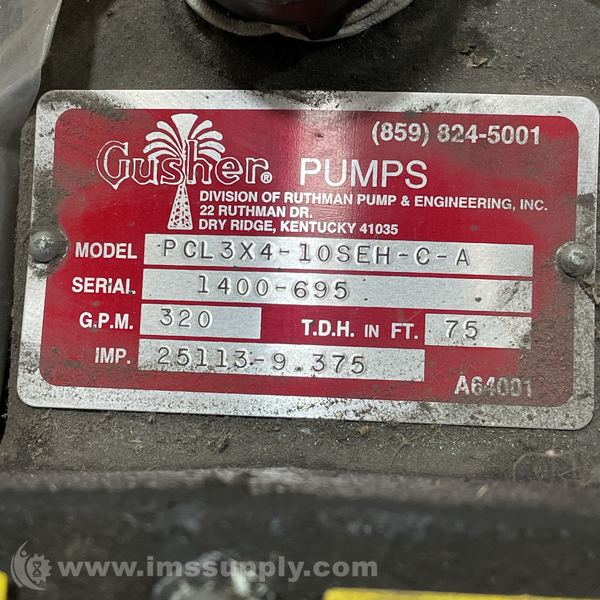 (859) 824-5001
Gusher® PUMPS
DIVISION OF RUTHMAN PUMP & ENGINEERING, INC.
22 RUTHMAN DR.
DRY RIDGE, KENTUCKY 41035
MODEL PCL3X4-10SEH-C-A
SERIAL 1400-695
G.P.M. 320 T.D.H. IN FT. 75
IMP. 25113-9.375
A64001
www.imssupply.com